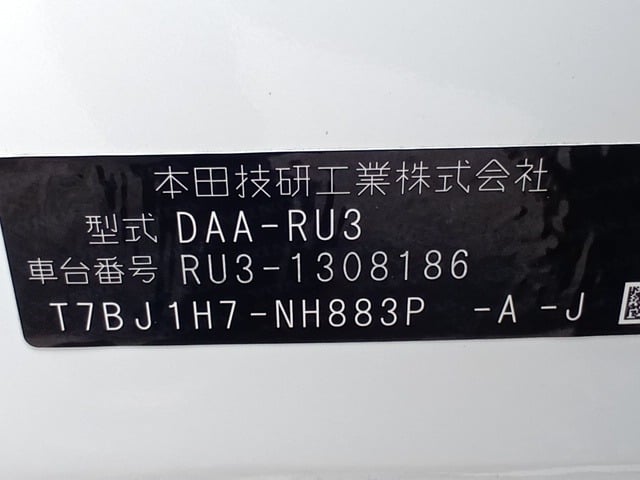 本田技研工業株式会社
型式 DAA-RU3
車台番号 RU3-1308186
T7BJ1H7-NH883P -A -J